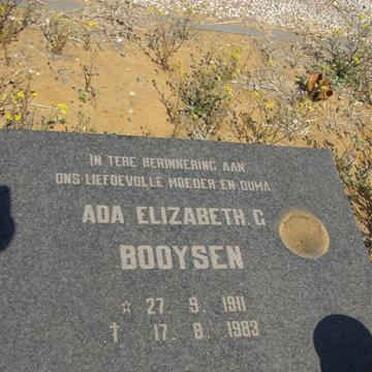 IN TERE HERINNERING AAN
ONS LIEFDEVOLLE MOEDER EN OUMA
ADA ELIZABETH. C
BOOYSEN
☆ 27. 9. 1911
† 17. 8. 1983